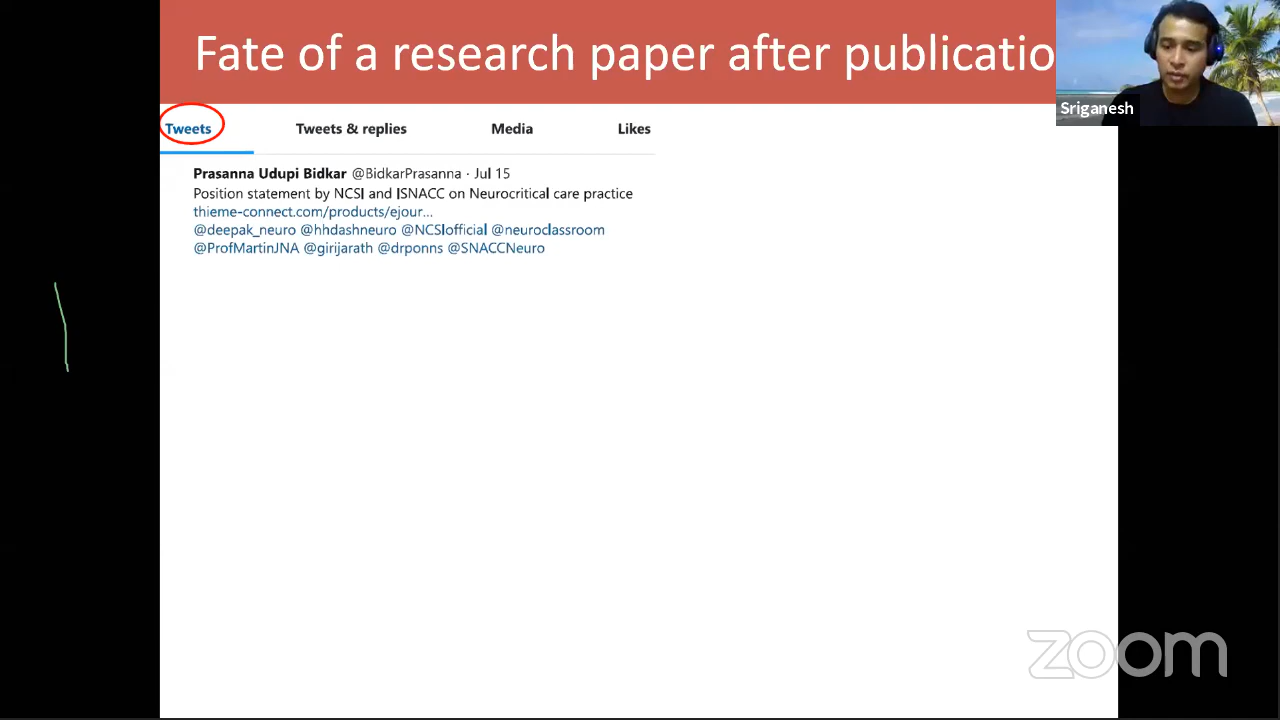 Fate of a research paper after publicatio
Sriganesh
Tweets Tweets & replies Media Likes
Prasanna Udupi Bidkar @BidkarPrasanna · Jul 15
Position statement by NCSI and ISNACC on Neurocritical care practice
thieme-connect.com/products/ejour...
@deepak_neuro @hhdashneuro @NCSIofficial @neuroclassroom
@ProfMartinJNA @girijarath @drponns @SNACCNeuro
zoom